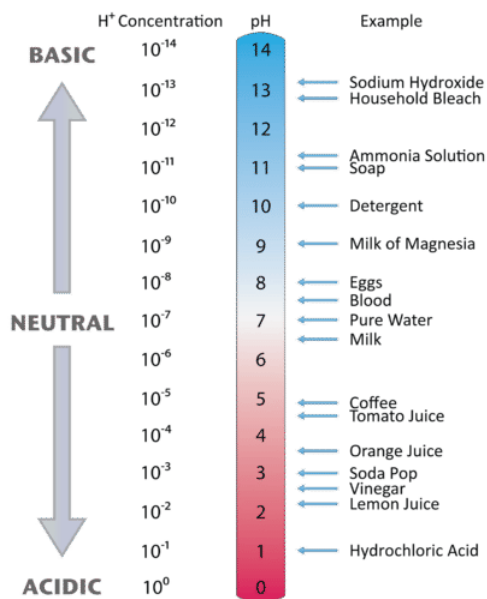 H⁺ Concentration pH Example
BASIC
10⁻¹⁴ 14
10⁻¹³ 13 Sodium Hydroxide
Household Bleach
10⁻¹² 12
Ammonia Solution
10⁻¹¹ 11 Soap
10⁻¹⁰ 10 Detergent
10⁻⁹ 9 Milk of Magnesia
10⁻⁸ 8 Eggs
Blood
NEUTRAL 10⁻⁷ 7 Pure Water
Milk
10⁻⁶ 6
10⁻⁵ 5 Coffee
Tomato Juice
10⁻⁴ 4
Orange Juice
10⁻³ 3 Soda Pop
Vinegar
10⁻² 2 Lemon Juice
10⁻¹ 1 Hydrochloric Acid
ACIDIC 10⁰ 0